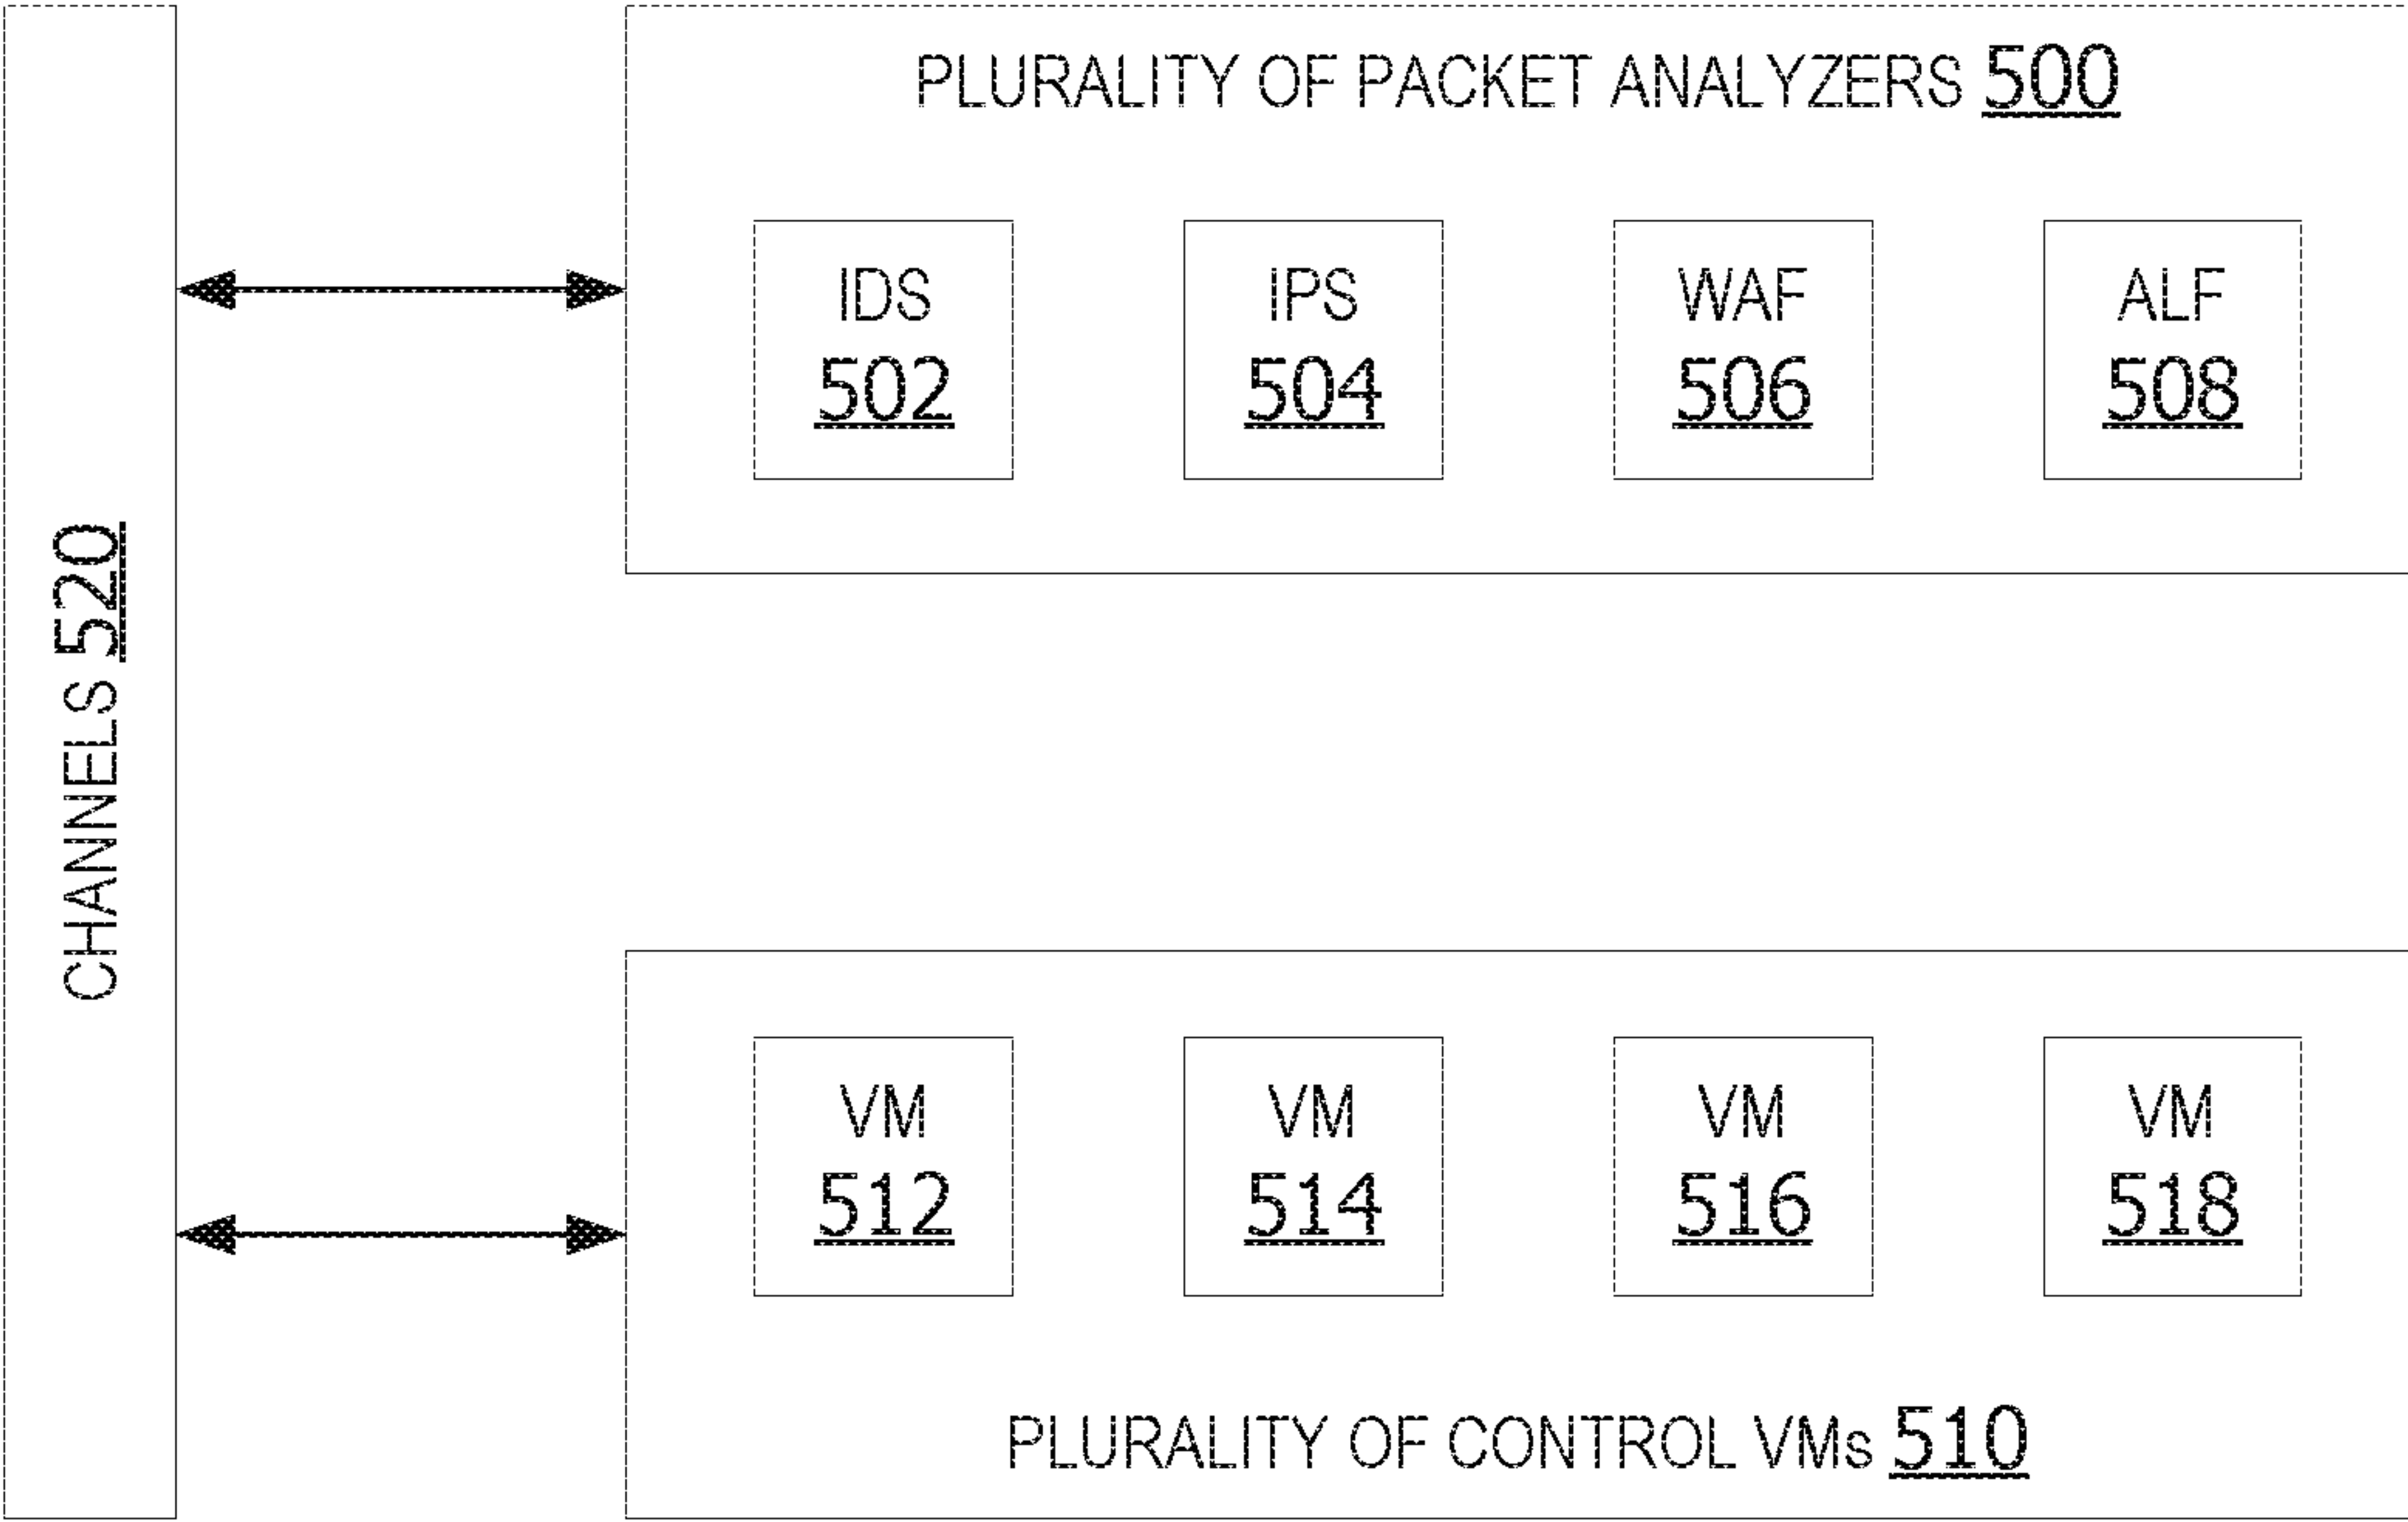 PLURALITY OF PACKET ANALYZERS 500
IDS
502
IPS
504
WAF
506
ALF
508
CHANNELS 520
VM
512
VM
514
VM
516
VM
518
PLURALITY OF CONTROL VMs 510